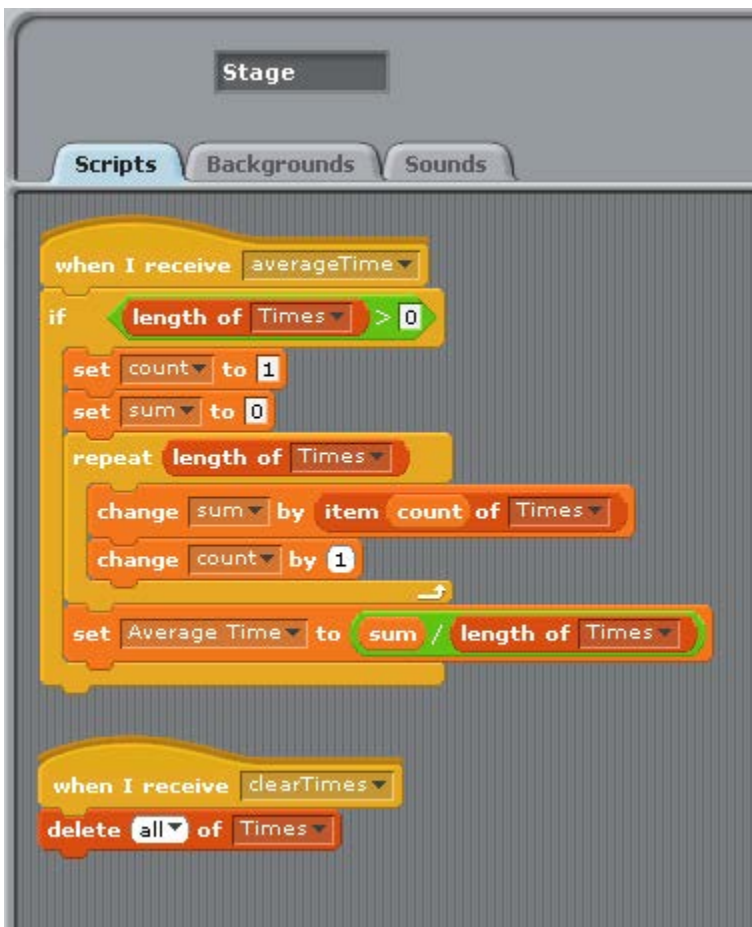 Stage
Scripts Backgrounds Sounds
when I receive averageTime
if length of Times > 0
set count to 1
set sum to 0
repeat length of Times
change sum by item count of Times
change count by 1
set Average Time to sum / length of Times
when I receive clearTimes
delete all of Times